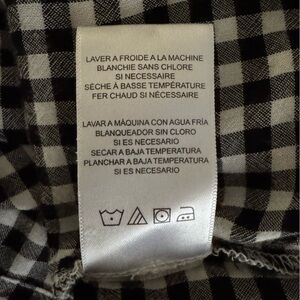 LAVER A FROIDE A LA MACHINE
BLANCHIE SANS CHLORE
SI NECESSAIRE
SÈCHE À BASSE TEMPÉRATURE
FER CHAUD SI NÉCESSAIRE
LAVAR A MÁQUINA CON AGUA FRÍA
BLANQUEADOR SIN CLORO
SI ES NECESARIO
SECAR A BAJA TEMPERATURA
PLANCHAR A BAJA TEMPERATURA
SI ES NECESARIO